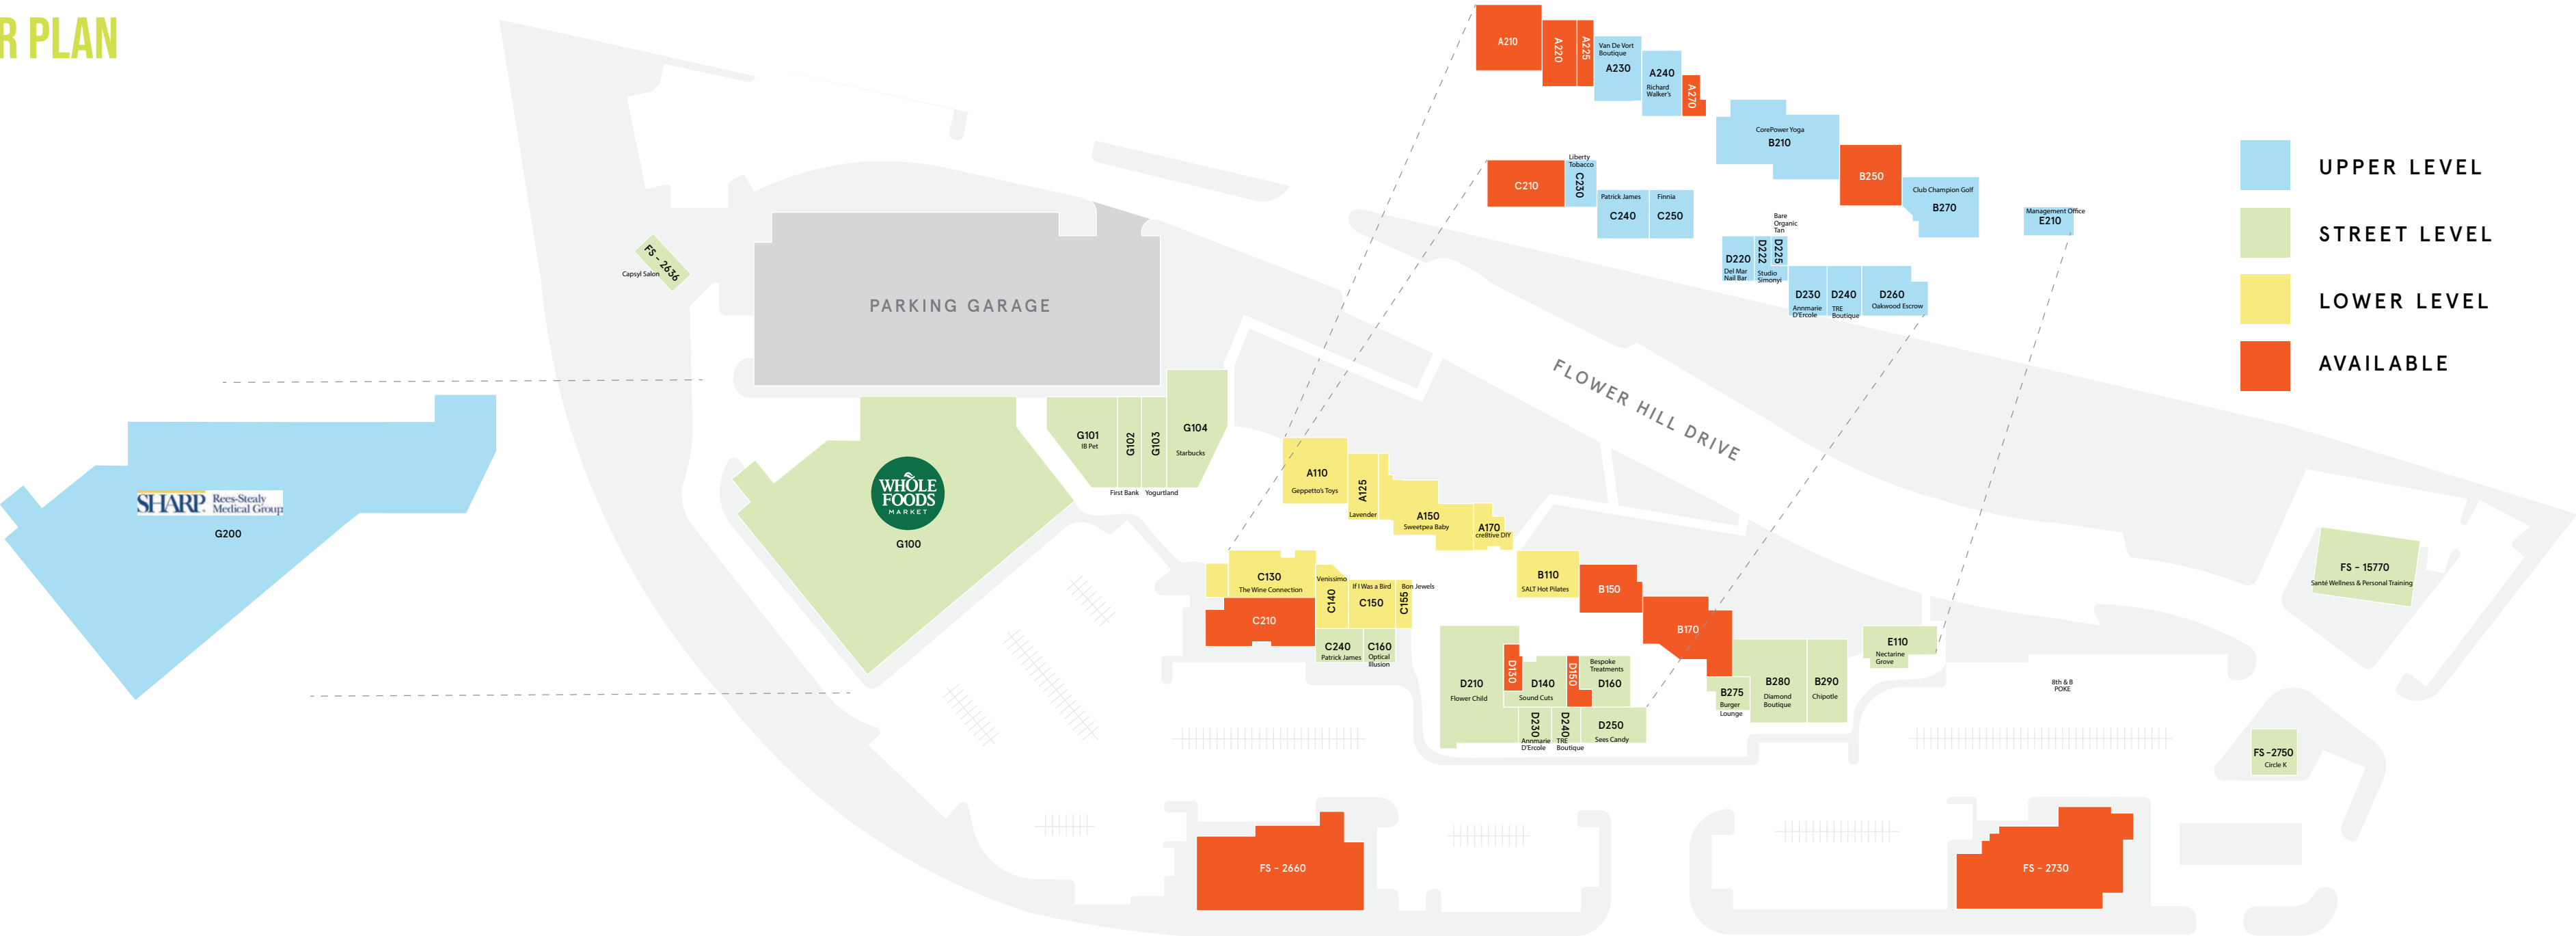 R PLAN
A210
A220
A225
Van De Vort
Boutique
A230
A240
Richard
Walker's
A270
CorePower Yoga
B210
B250
Club Champion Golf
B270
Management Office
E210
C210
Liberty
Tobacco
C230
Patrick James
C240
Finnia
C250
Bare
Organic
Tan
D220
Del Mar
Nail Bar
D222
Studio
Simonyi
D225
D230
Annmarie
D'Ercole
D240
TRE
Boutique
D260
Oakwood Escrow
UPPER LEVEL
STREET LEVEL
LOWER LEVEL
AVAILABLE
FS - 2636
Capsyl Salon
PARKING GARAGE
FLOWER HILL DRIVE
SHARP Rees-Stealy
Medical Group
G200
WHOLE
FOODS
MARKET
G100
G101
IB Pet
G102
First Bank
G103
Yogurtland
G104
Starbucks
A110
Geppetto's Toys
A125
Lavender
A150
Sweetpea Baby
A170
cre8tive DIY
C130
The Wine Connection
C210
Venissimo
C140
If I Was a Bird
C150
Bon Jewels
C155
C240
Patrick James
C160
Optical
Illusion
B110
SALT Hot Pilates
B150
B170
B275
Burger
Lounge
B280
Diamond
Boutique
B290
Chipotle
E110
Nectarine
Grove
D210
Flower Child
D130
D140
Sound Cuts
D150
Bespoke
Treatments
D160
D230
Annmarie
D'Ercole
D240
TRE
Boutique
D250
Sees Candy
8th & B
POKE
FS - 15770
Santé Wellness & Personal Training
FS -2750
Circle K
FS - 2660
FS - 2730